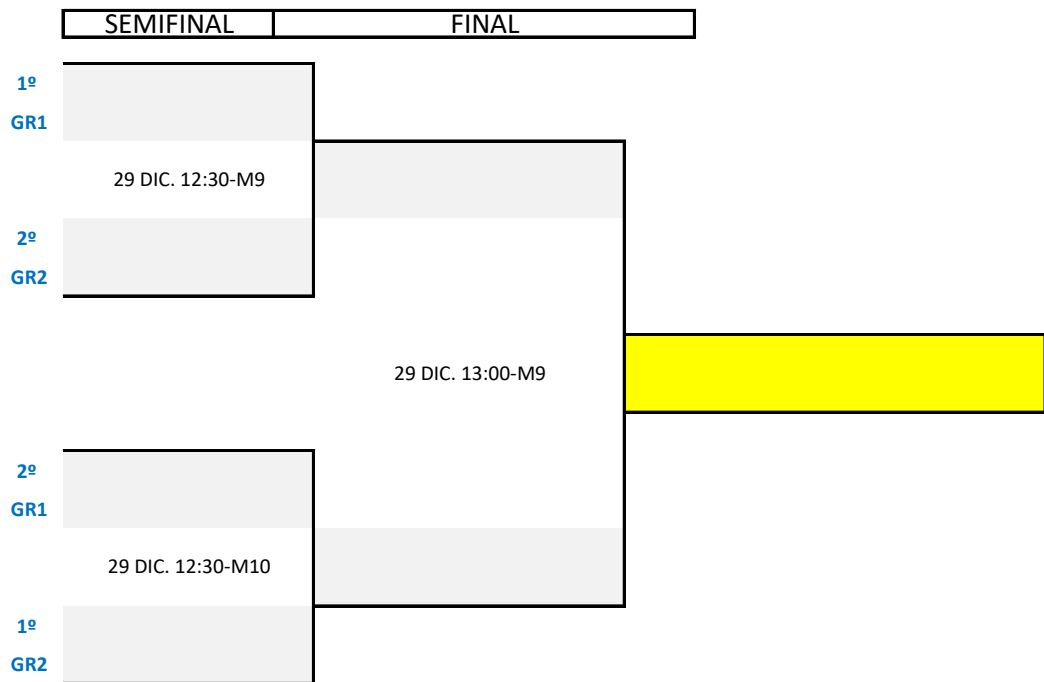 SEMIFINAL FINAL
1º
GR1
29 DIC. 12:30-M9
2º
GR2
29 DIC. 13:00-M9
2º
GR1
29 DIC. 12:30-M10
1º
GR2